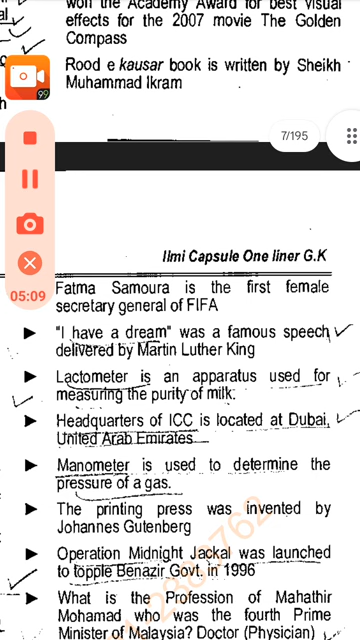 won the Academy Award for best visual
effects for the 2007 movie The Golden
Compass
Rood e kausar book is written by Sheikh
Muhammad Ikram
99
7/195
05:09
Ilmi Capsule One liner G.K
Fatma Samoura is the first female
secretary general of FIFA
► "I have a dream" was a famous speech
delivered by Martin Luther King
► Lactometer is an apparatus used for
measuring the purity of milk.
► Headquarters of ICC is located at Dubai,
United Arab Emirates
► Manometer is used to determine the
pressure of a gas.
► The printing press was invented by
Johannes Gutenberg
► Operation Midnight Jackal was launched
to topple Benazir Govt. in 1996
► What is the Profession of Mahathir
Mohamad who was the fourth Prime
Minister of Malaysia? Doctor (Physician)